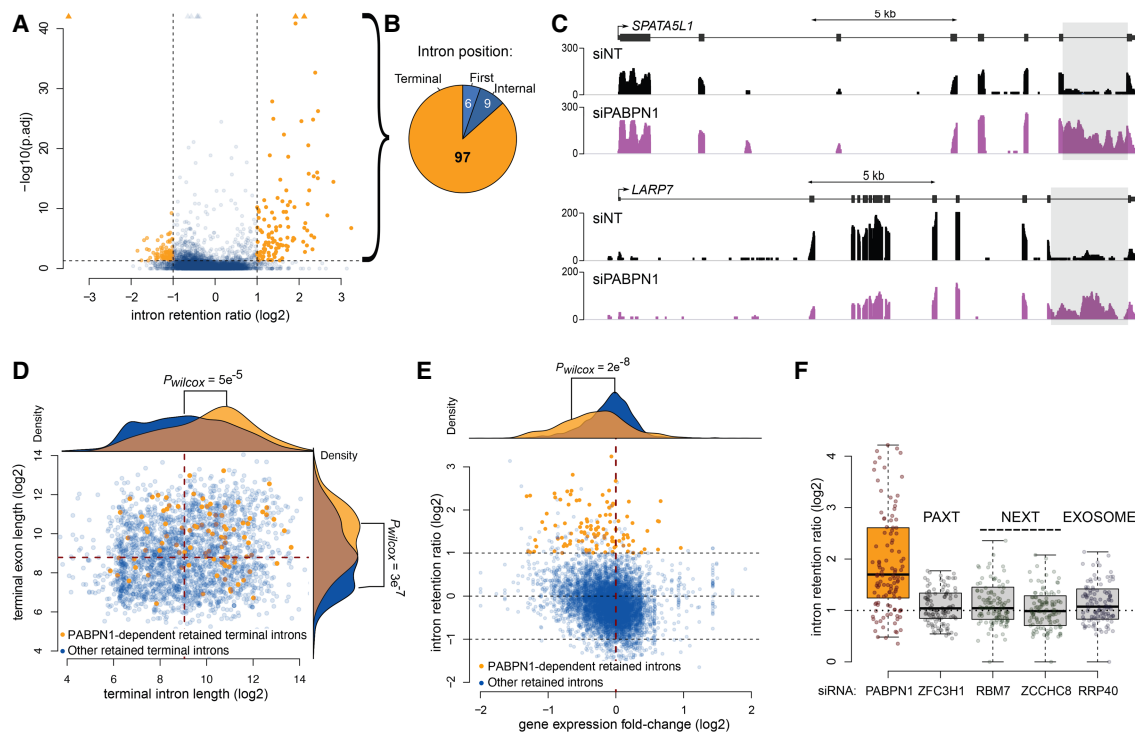 A
−log10(p.adj)
40
30
20
10
0
−3
−2
−1
0
1
2
3
intron retention ratio (log2)
B
Intron position:
Terminal
First
Internal
6
9
97
C
5 kb
SPATA5L1
siNT
300
0
siPABPN1
300
0
5 kb
LARP7
siNT
200
0
siPABPN1
200
0
D
Pwilcox = 5e-5
Density
Density
terminal exon length (log2)
14
12
10
8
6
4
Pwilcox = 3e-7
PABPN1-dependent retained terminal introns
Other retained terminal introns
4
6
8
10
12
14
terminal intron length (log2)
E
Pwilcox = 2e-8
Density
intron retention ratio (log2)
3
2
1
0
−1
−2
PABPN1-dependent retained introns
Other retained introns
−2
−1
0
1
2
gene expression fold-change (log2)
F
intron retention ratio (log2)
4
3
2
1
0
PAXT
NEXT
EXOSOME
siRNA:
PABPN1
ZFC3H1
RBM7
ZCCHC8
RRP40